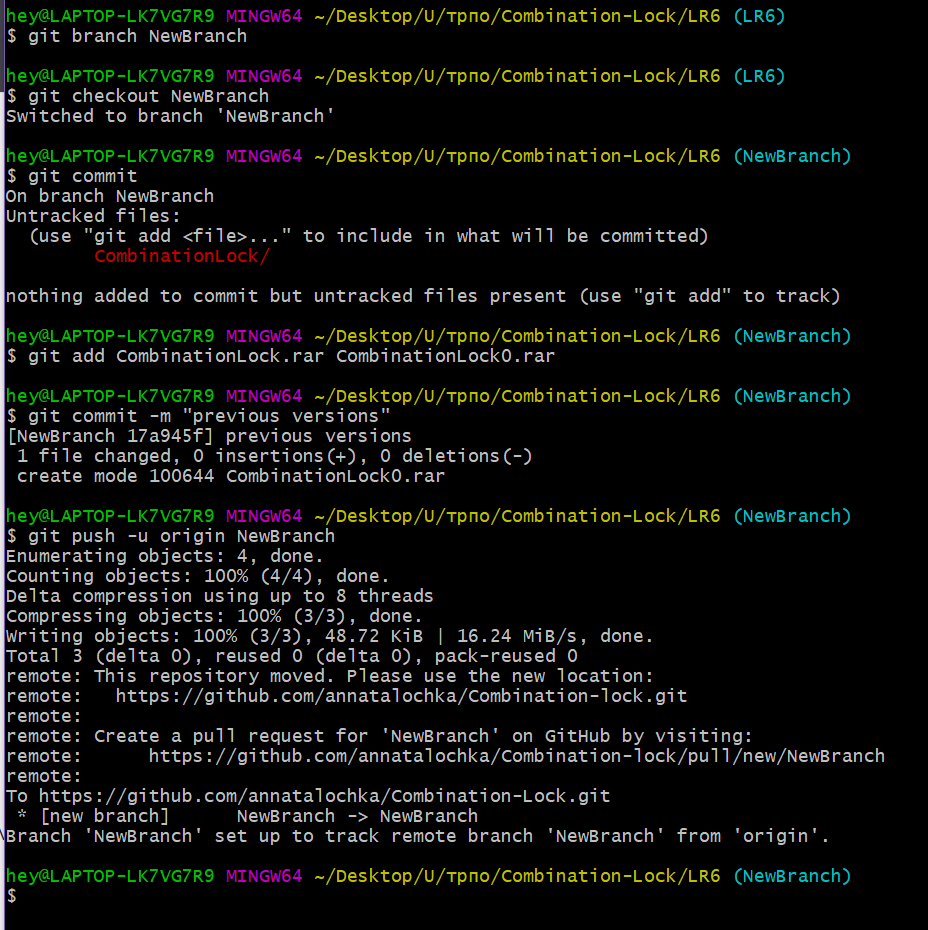 hey@LAPTOP-LK7VG7R9 MINGW64 ~/Desktop/U/трпо/Combination-Lock/LR6 (LR6)
$ git branch NewBranch
hey@LAPTOP-LK7VG7R9 MINGW64 ~/Desktop/U/трпо/Combination-Lock/LR6 (LR6)
$ git checkout NewBranch
Switched to branch 'NewBranch'
hey@LAPTOP-LK7VG7R9 MINGW64 ~/Desktop/U/трпо/Combination-Lock/LR6 (NewBranch)
$ git commit
On branch NewBranch
Untracked files:
  (use "git add <file>..." to include in what will be committed)
        CombinationLock/
nothing added to commit but untracked files present (use "git add" to track)
hey@LAPTOP-LK7VG7R9 MINGW64 ~/Desktop/U/трпо/Combination-Lock/LR6 (NewBranch)
$ git add CombinationLock.rar CombinationLock0.rar
hey@LAPTOP-LK7VG7R9 MINGW64 ~/Desktop/U/трпо/Combination-Lock/LR6 (NewBranch)
$ git commit -m "previous versions"
[NewBranch 17a945f] previous versions
 1 file changed, 0 insertions(+), 0 deletions(-)
 create mode 100644 CombinationLock0.rar
hey@LAPTOP-LK7VG7R9 MINGW64 ~/Desktop/U/трпо/Combination-Lock/LR6 (NewBranch)
$ git push -u origin NewBranch
Enumerating objects: 4, done.
Counting objects: 100% (4/4), done.
Delta compression using up to 8 threads
Compressing objects: 100% (3/3), done.
Writing objects: 100% (3/3), 48.72 KiB | 16.24 MiB/s, done.
Total 3 (delta 0), reused 0 (delta 0), pack-reused 0
remote: This repository moved. Please use the new location:
remote:   https://github.com/annatalochka/Combination-lock.git
remote:
remote: Create a pull request for 'NewBranch' on GitHub by visiting:
remote:      https://github.com/annatalochka/Combination-lock/pull/new/NewBranch
remote:
To https://github.com/annatalochka/Combination-Lock.git
 * [new branch]      NewBranch -> NewBranch
Branch 'NewBranch' set up to track remote branch 'NewBranch' from 'origin'.
hey@LAPTOP-LK7VG7R9 MINGW64 ~/Desktop/U/трпо/Combination-Lock/LR6 (NewBranch)
$